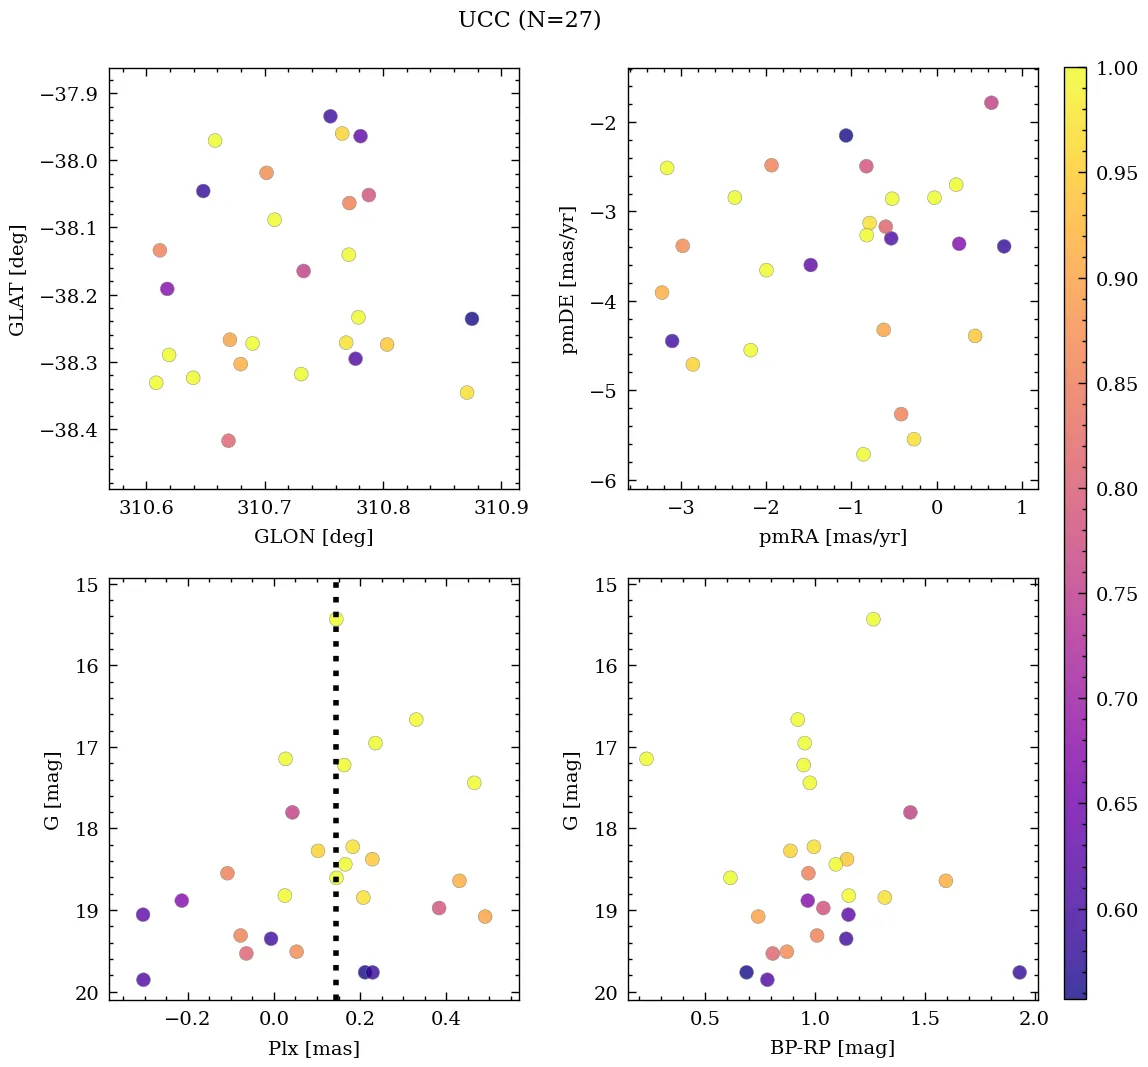 UCC (N=27)
−37.9
−38.0
−38.1
−38.2
−38.3
−38.4
GLAT [deg]
310.6 310.7 310.8 310.9
GLON [deg]
−2
−3
−4
−5
−6
pmDE [mas/yr]
−3 −2 −1 0 1
pmRA [mas/yr]
15
16
17
18
19
20
G [mag]
−0.2 0.0 0.2 0.4
Plx [mas]
15
16
17
18
19
20
G [mag]
0.5 1.0 1.5 2.0
BP-RP [mag]
1.00
0.95
0.90
0.85
0.80
0.75
0.70
0.65
0.60